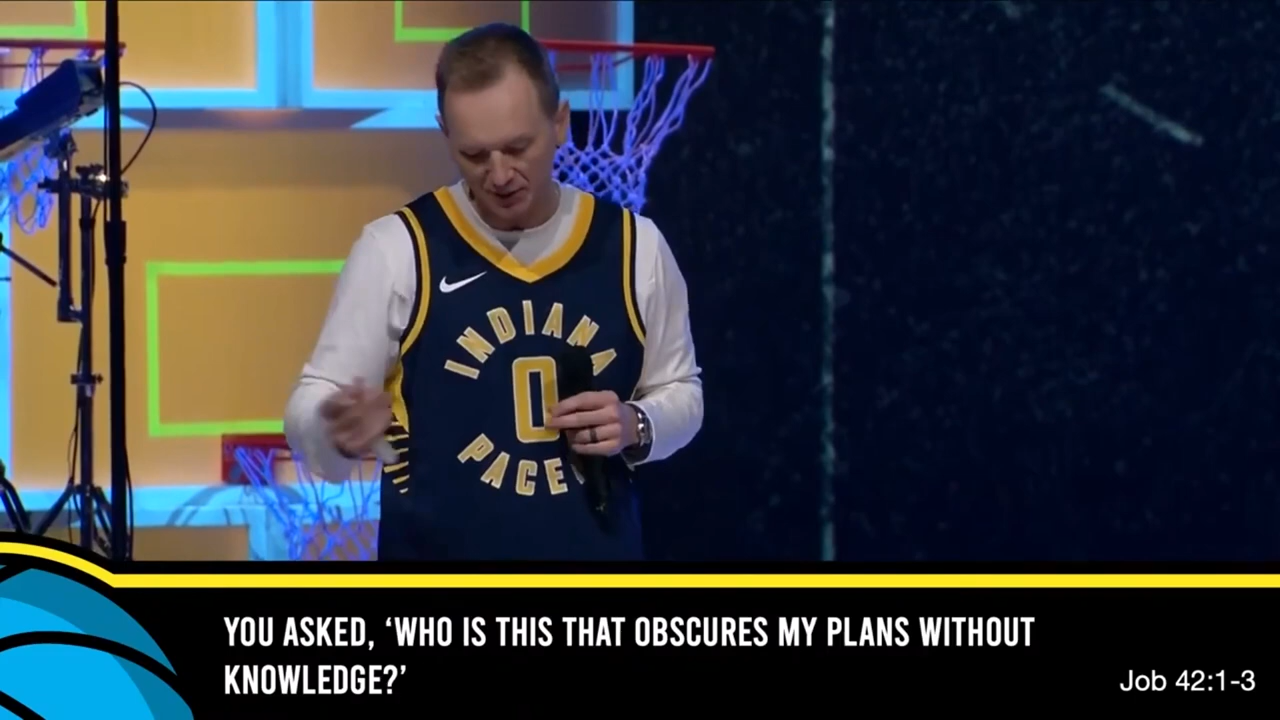 INDIANA
0
PACE
YOU ASKED, ‘WHO IS THIS THAT OBSCURES MY PLANS WITHOUT
KNOWLEDGE?’
Job 42:1-3